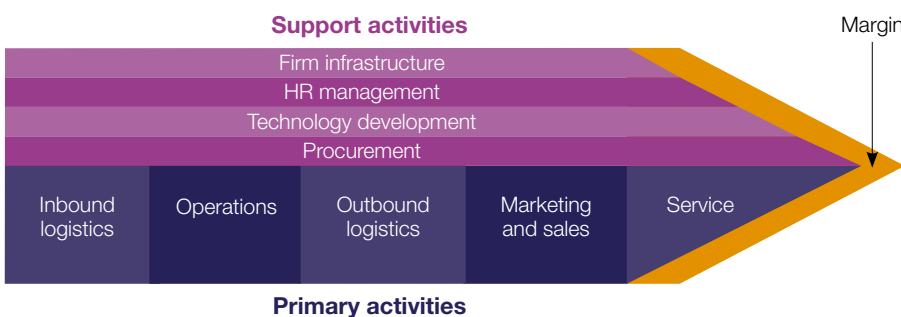 Support activities
Margin
Firm infrastructure
HR management
Technology development
Procurement
Inbound
logistics
Operations
Outbound
logistics
Marketing
and sales
Service
Primary activities